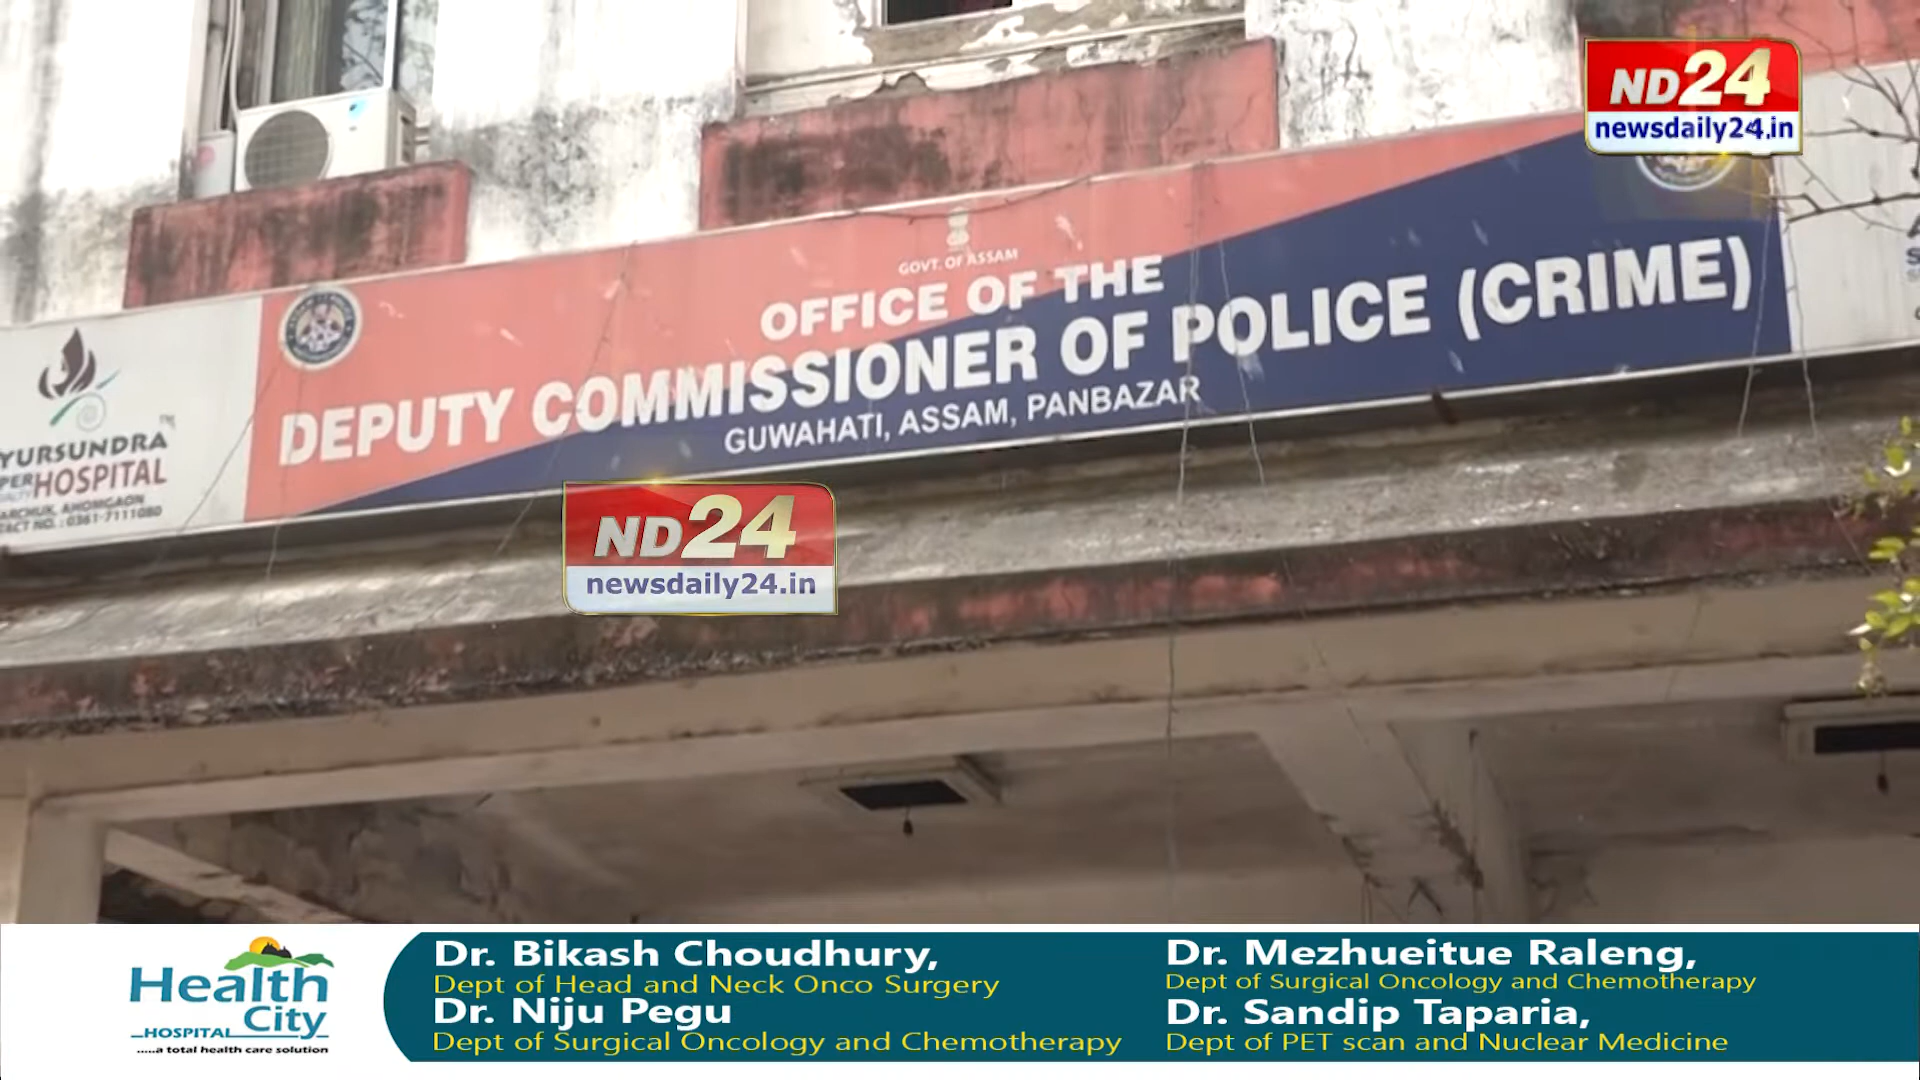 ND24
newsdaily24.in
GOVT. OF ASSAM
OFFICE OF THE
DEPUTY COMMISSIONER OF POLICE (CRIME)
GUWAHATI, ASSAM, PANBAZAR
YURSUNDRA
HOSPITAL
0361-7111080
ND24
newsdaily24.in
Health
City
HOSPITAL
.....a total health care solution
Dr. Bikash Choudhury,
Dept of Head and Neck Onco Surgery
Dr. Niju Pegu
Dept of Surgical Oncology and Chemotherapy
Dr. Mezhueitue Raleng,
Dept of Surgical Oncology and Chemotherapy
Dr. Sandip Taparia,
Dept of PET scan and Nuclear Medicine